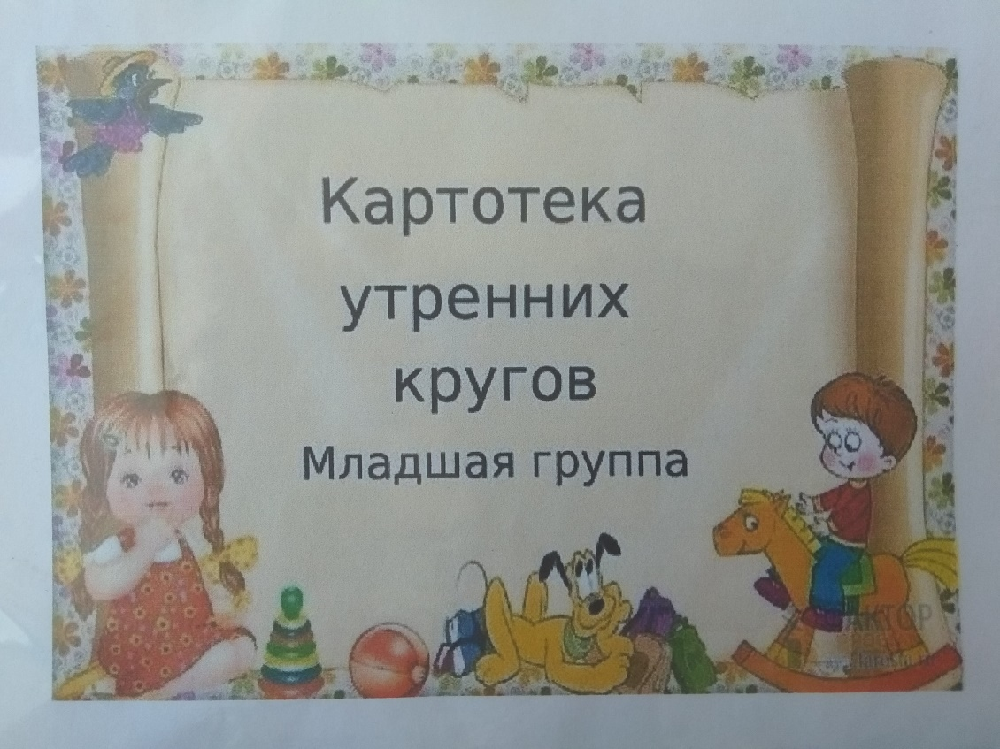 Картотека
утренних
кругов
Младшая группа